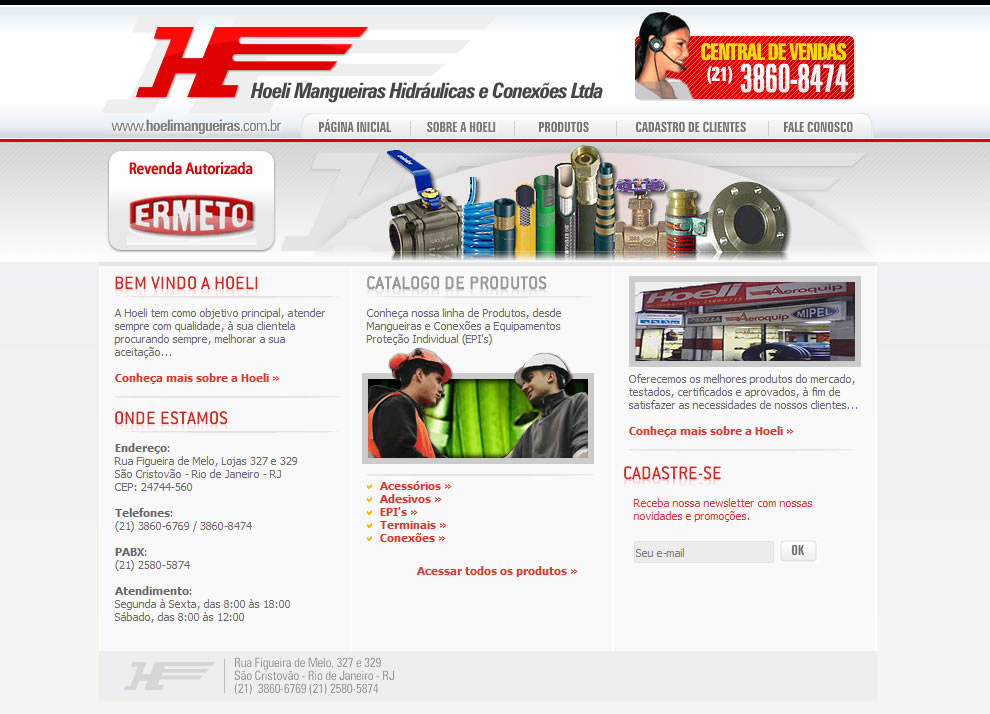 Hoeli Mangueiras Hidráulicas e Conexões Ltda
CENTRAL DE VENDAS
(21) 3860-8474
www.hoelimangueiras.com.br
PÁGINA INICIAL
SOBRE A HOELI
PRODUTOS
CADASTRO DE CLIENTES
FALE CONOSCO
Revenda Autorizada
ERMETO
BEM VINDO A HOELI
A Hoeli tem como objetivo principal, atender
sempre com qualidade, à sua clientela
procurando sempre, melhorar a sua
aceitação...
Conheça mais sobre a Hoeli »
ONDE ESTAMOS
Endereço:
Rua Figueira de Melo, Lojas 327 e 329
São Cristovão - Rio de Janeiro - RJ
CEP: 24744-560
Telefones:
(21) 3860-6769 / 3860-8474
PABX:
(21) 2580-5874
Atendimento:
Segunda à Sexta, das 8:00 às 18:00
Sábado, das 8:00 às 12:00
CATALOGO DE PRODUTOS
Conheça nossa linha de Produtos, desde
Mangueiras e Conexões a Equipamentos
Proteção Individual (EPI's)
Acessórios »
Adesivos »
EPI's »
Terminais »
Conexões »
Acessar todos os produtos »
Hoeli
Aeroquip
Aeroquip
MIPEL
Oferecemos os melhores produtos do mercado,
testados, certificados e aprovados, à fim de
satisfazer as necessidades de nossos clientes...
Conheça mais sobre a Hoeli »
CADASTRE-SE
Receba nossa newsletter com nossas
novidades e promoções.
Seu e-mail
OK
Rua Figueira de Melo, 327 e 329
São Cristovão - Rio de Janeiro - RJ
(21) 3860-6769 (21) 2580-5874